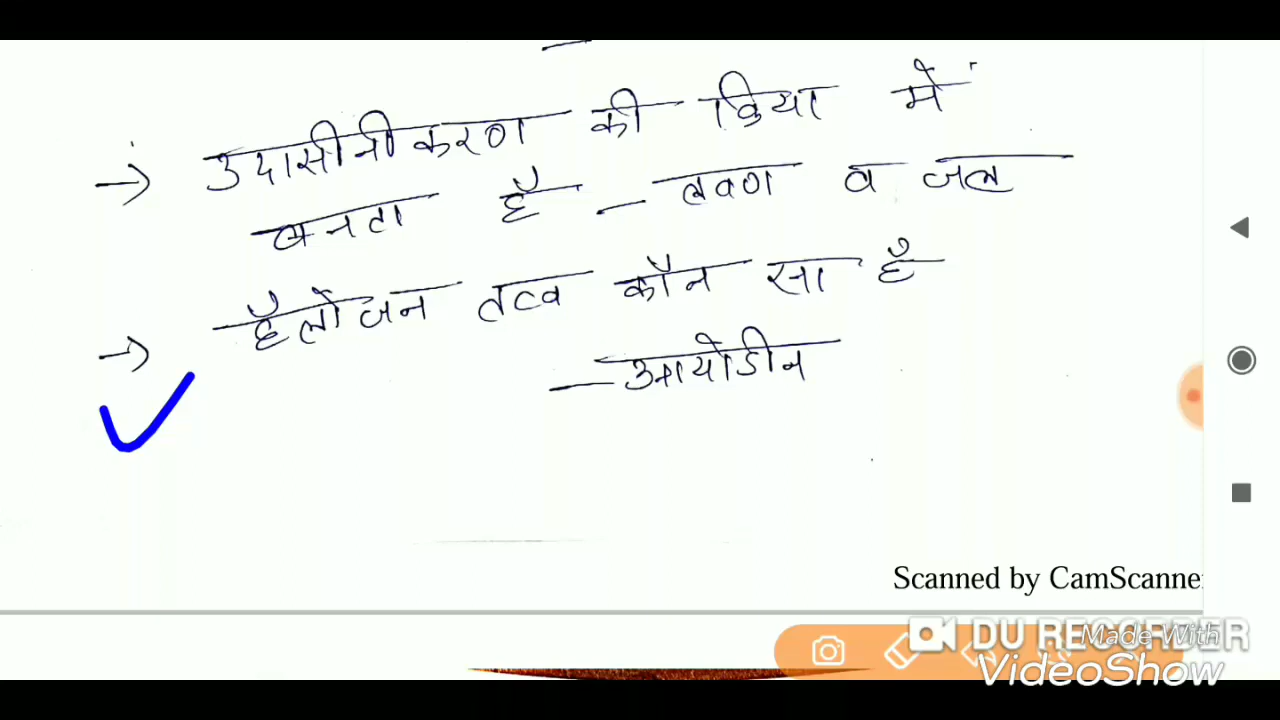 → उदासीनीकरण की क्रिया में
बनता है – लवण व जल
→ हैलोजन तत्व कौन सा है
– आयोडीन
Scanned by CamScanne
DU RECORDER
Made With
VideoShow